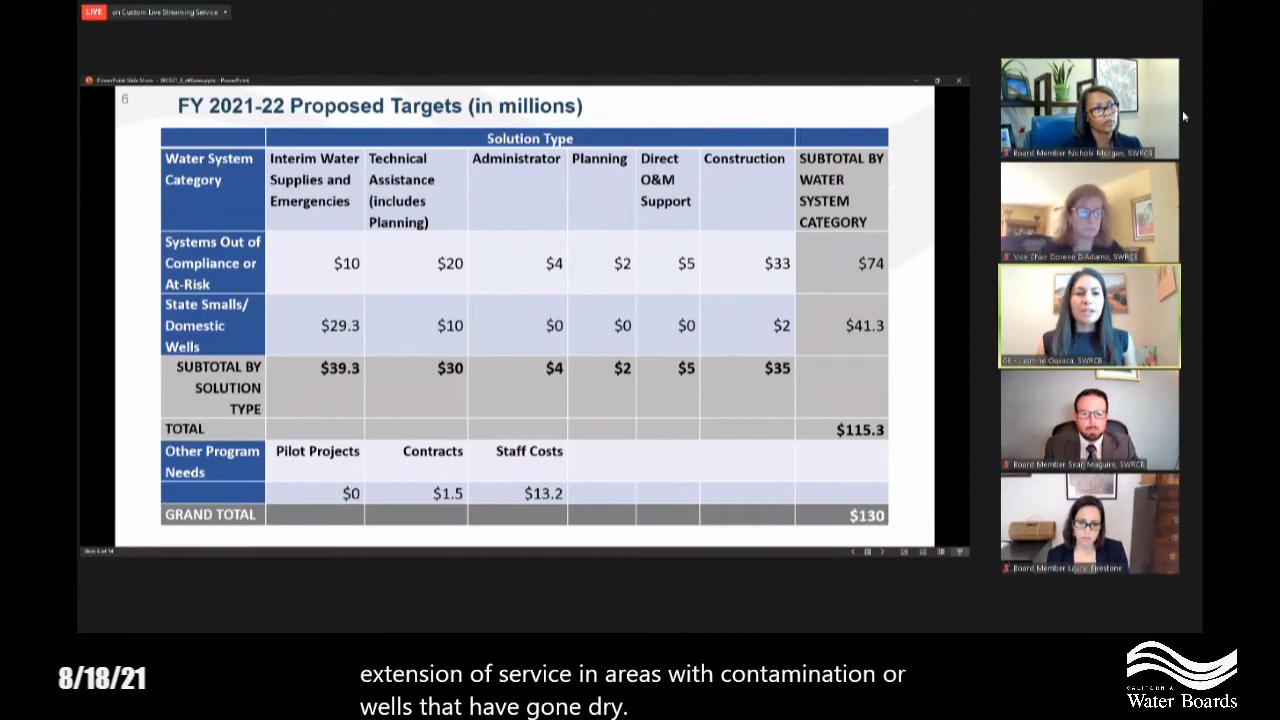 LIVE on Custom Live Streaming Service
6
FY 2021-22 Proposed Targets (in millions)
Solution Type
Water System Category Interim Water Supplies and Emergencies Technical Assistance (includes Planning) Administrator Planning Direct O&M Support Construction SUBTOTAL BY WATER SYSTEM CATEGORY
Systems Out of Compliance or At-Risk $10 $20 $4 $2 $5 $33 $74
State Smalls/ Domestic Wells $29.3 $10 $0 $0 $0 $2 $41.3
SUBTOTAL BY SOLUTION TYPE $39.3 $30 $4 $2 $5 $35
TOTAL $115.3
Other Program Needs Pilot Projects Contracts Staff Costs
$0 $1.5 $13.2
GRAND TOTAL $130
Board Member Nichole Morgan, SWRCB
Vice Chair Dorene D'Adamo, SWRCB
Jasmine Oaxaca, SWRCB
Board Member Sean Maguire, SWRCB
Board Member Laurel Firestone
8/18/21
extension of service in areas with contamination or
wells that have gone dry.
CALIFORNIA
Water Boards